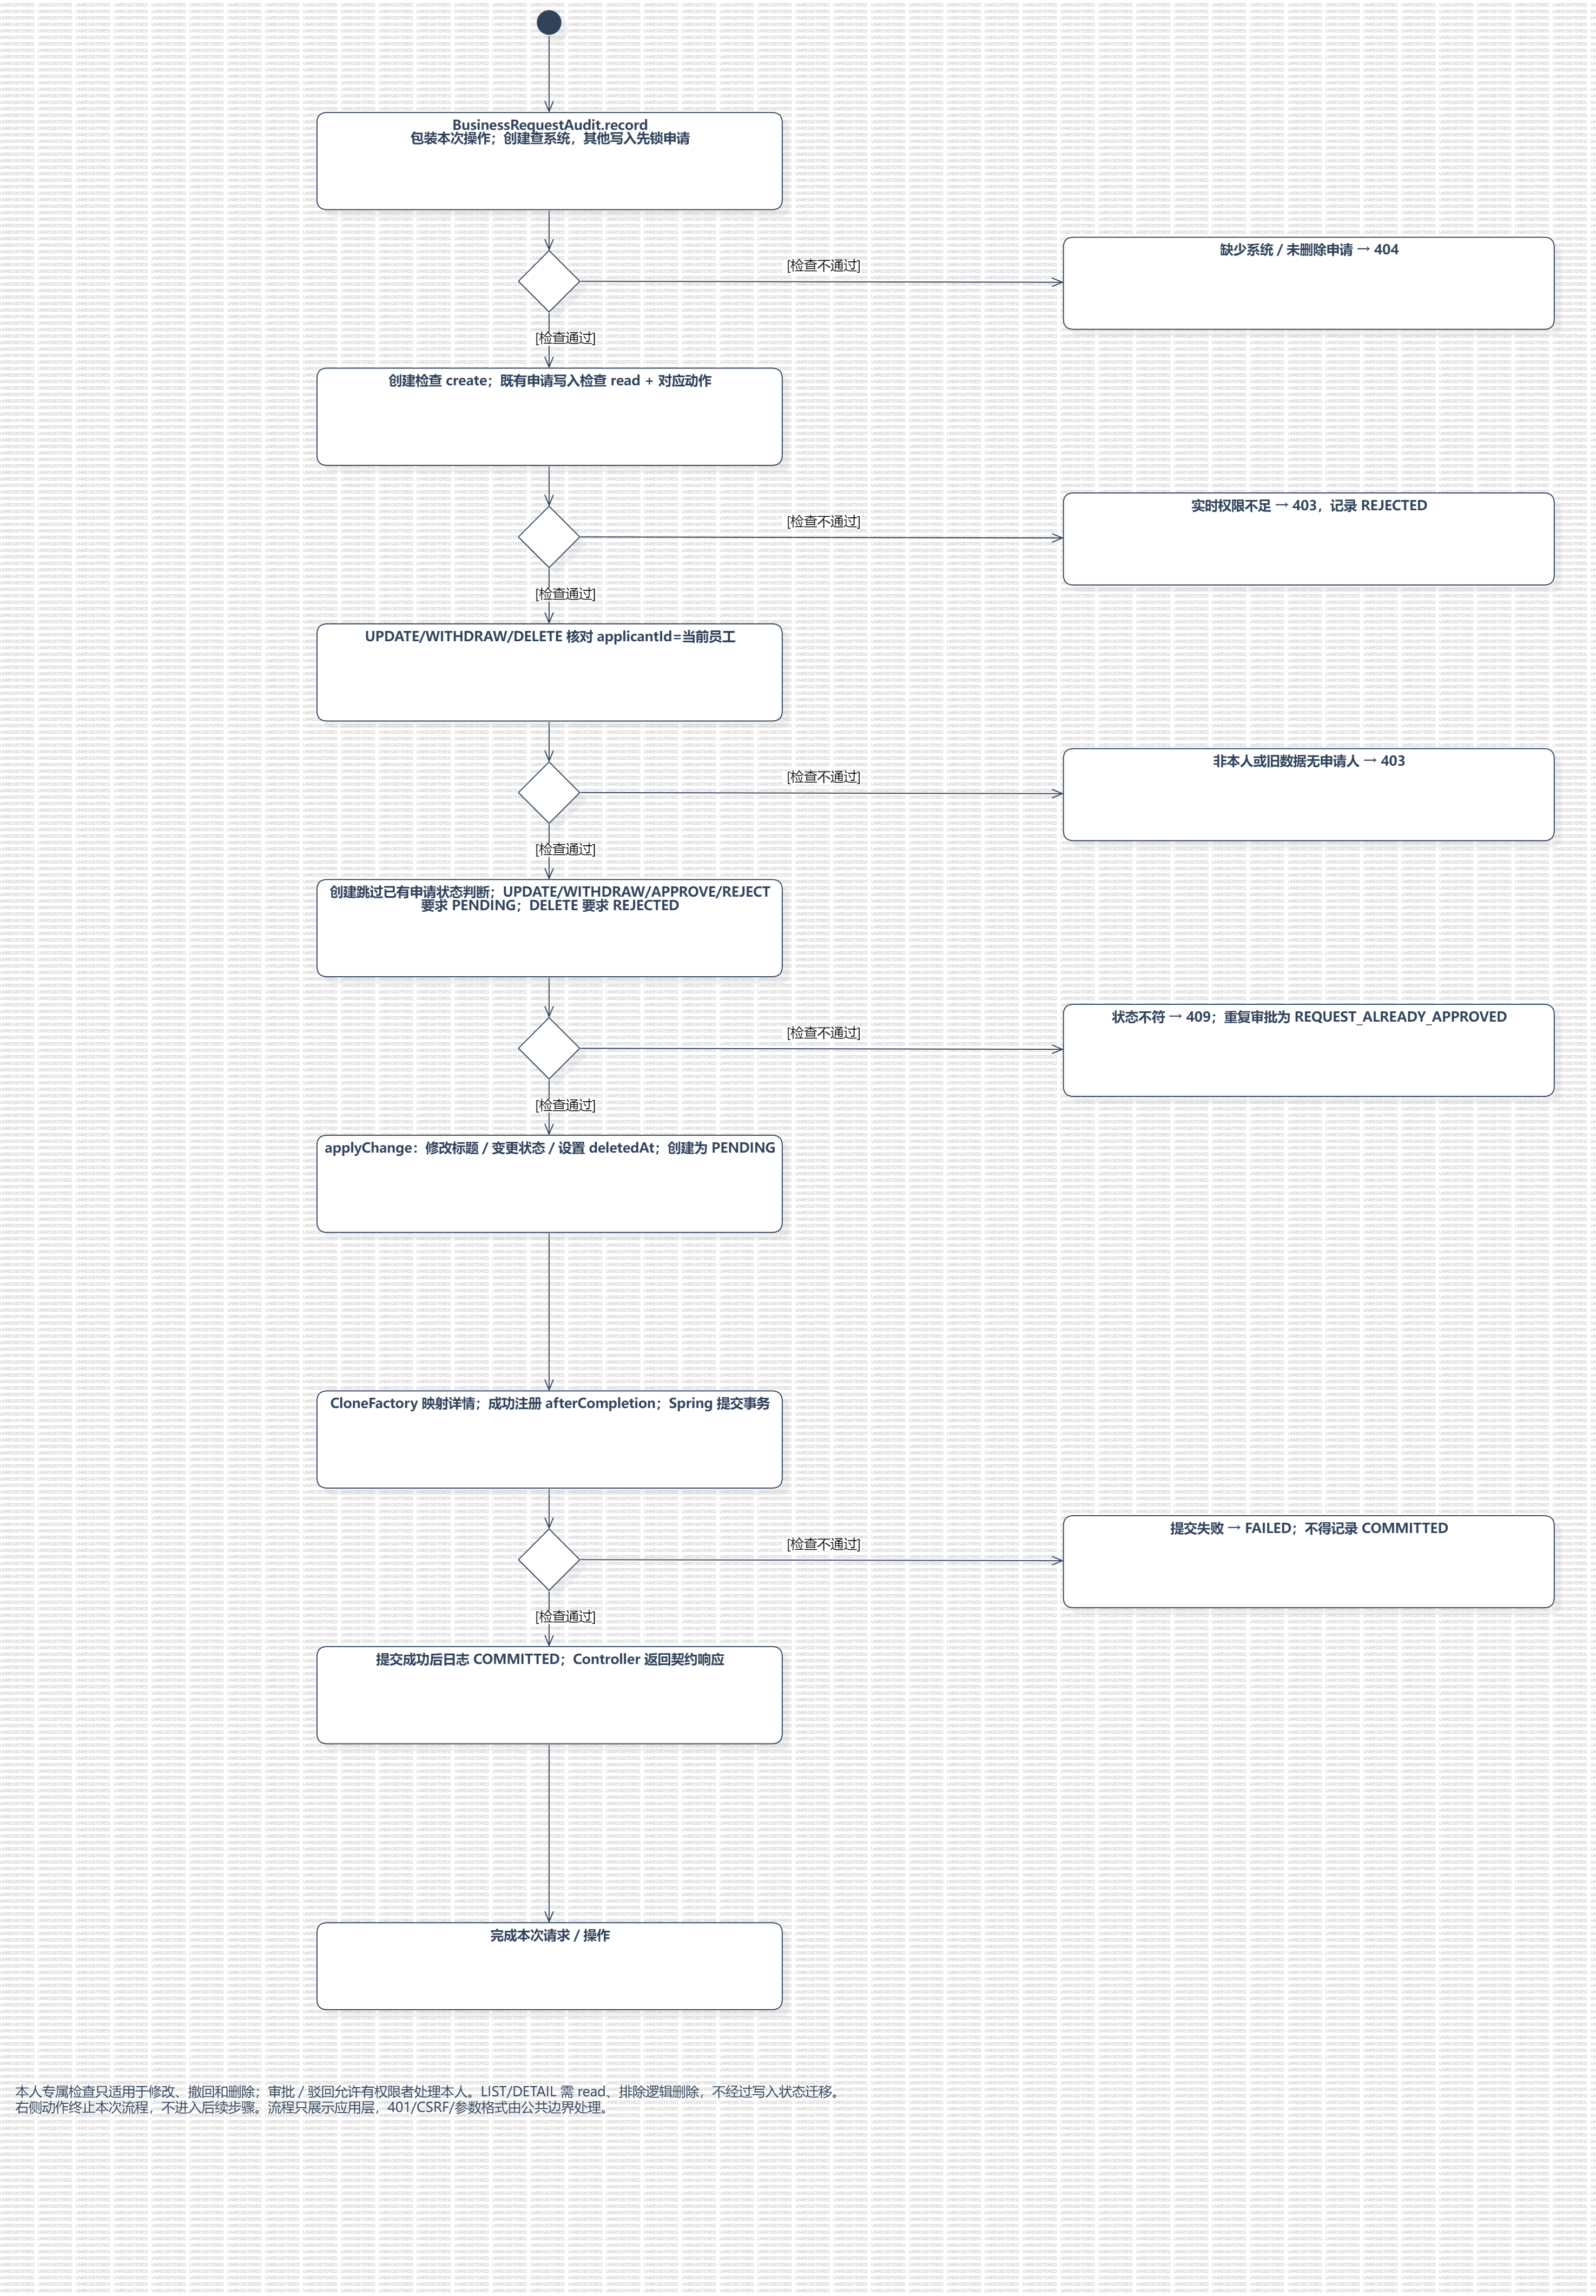 BusinessRequestAudit.record
包装本次操作；创建查系统，其他写入先锁申请
缺少系统 / 未删除申请 → 404
[检查不通过]
[检查通过]
创建检查 create；既有申请写入检查 read + 对应动作
实时权限不足 → 403，记录 REJECTED
[检查不通过]
[检查通过]
UPDATE/WITHDRAW/DELETE 核对 applicantId=当前员工
非本人或旧数据无申请人 → 403
[检查不通过]
[检查通过]
创建跳过已有申请状态判断；UPDATE/WITHDRAW/APPROVE/REJECT
要求 PENDING；DELETE 要求 REJECTED
状态不符 → 409；重复审批为 REQUEST_ALREADY_APPROVED
[检查不通过]
[检查通过]
applyChange：修改标题 / 变更状态 / 设置 deletedAt；创建为 PENDING
CloneFactory 映射详情；成功注册 afterCompletion；Spring 提交事务
提交失败 → FAILED；不得记录 COMMITTED
[检查不通过]
[检查通过]
提交成功后日志 COMMITTED；Controller 返回契约响应
完成本次请求 / 操作
本人专属检查只适用于修改、撤回和删除；审批 / 驳回允许有权限者处理本人。LIST/DETAIL 需 read、排除逻辑删除，不经过写入状态迁移。
右侧动作终止本次流程，不进入后续步骤。流程只展示应用层，401/CSRF/参数格式由公共边界处理。